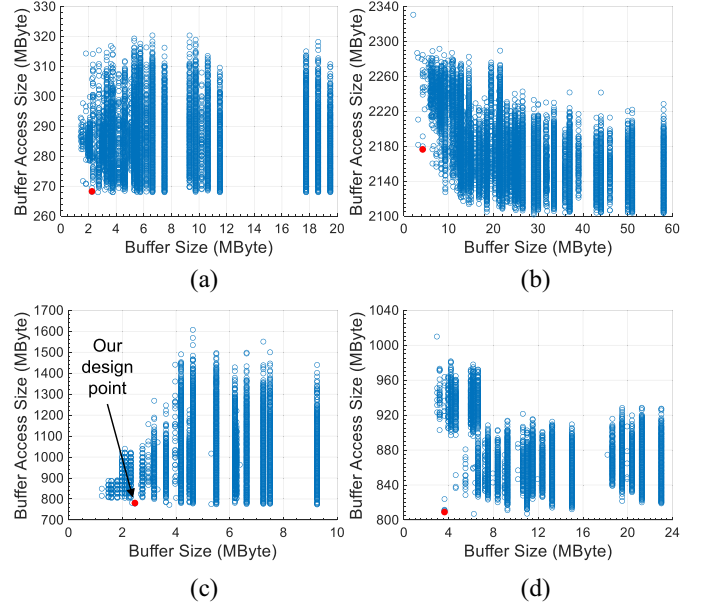 330
320
310
300
290
280
270
260
Buffer Access Size (MByte)
0 2 4 6 8 10 12 14 16 18 20
Buffer Size (MByte)
(a)
2340
2300
2260
2220
2180
2140
2100
Buffer Access Size (MByte)
0 10 20 30 40 50 60
Buffer Size (MByte)
(b)
1700
1600
1500
1400
1300
1200
1100
1000
900
800
700
Buffer Access Size (MByte)
Our
design
point
0 2 4 6 8 10
Buffer Size (MByte)
(c)
1040
1000
960
920
880
840
800
Buffer Access Size (MByte)
0 4 8 12 16 20 24
Buffer Size (MByte)
(d)